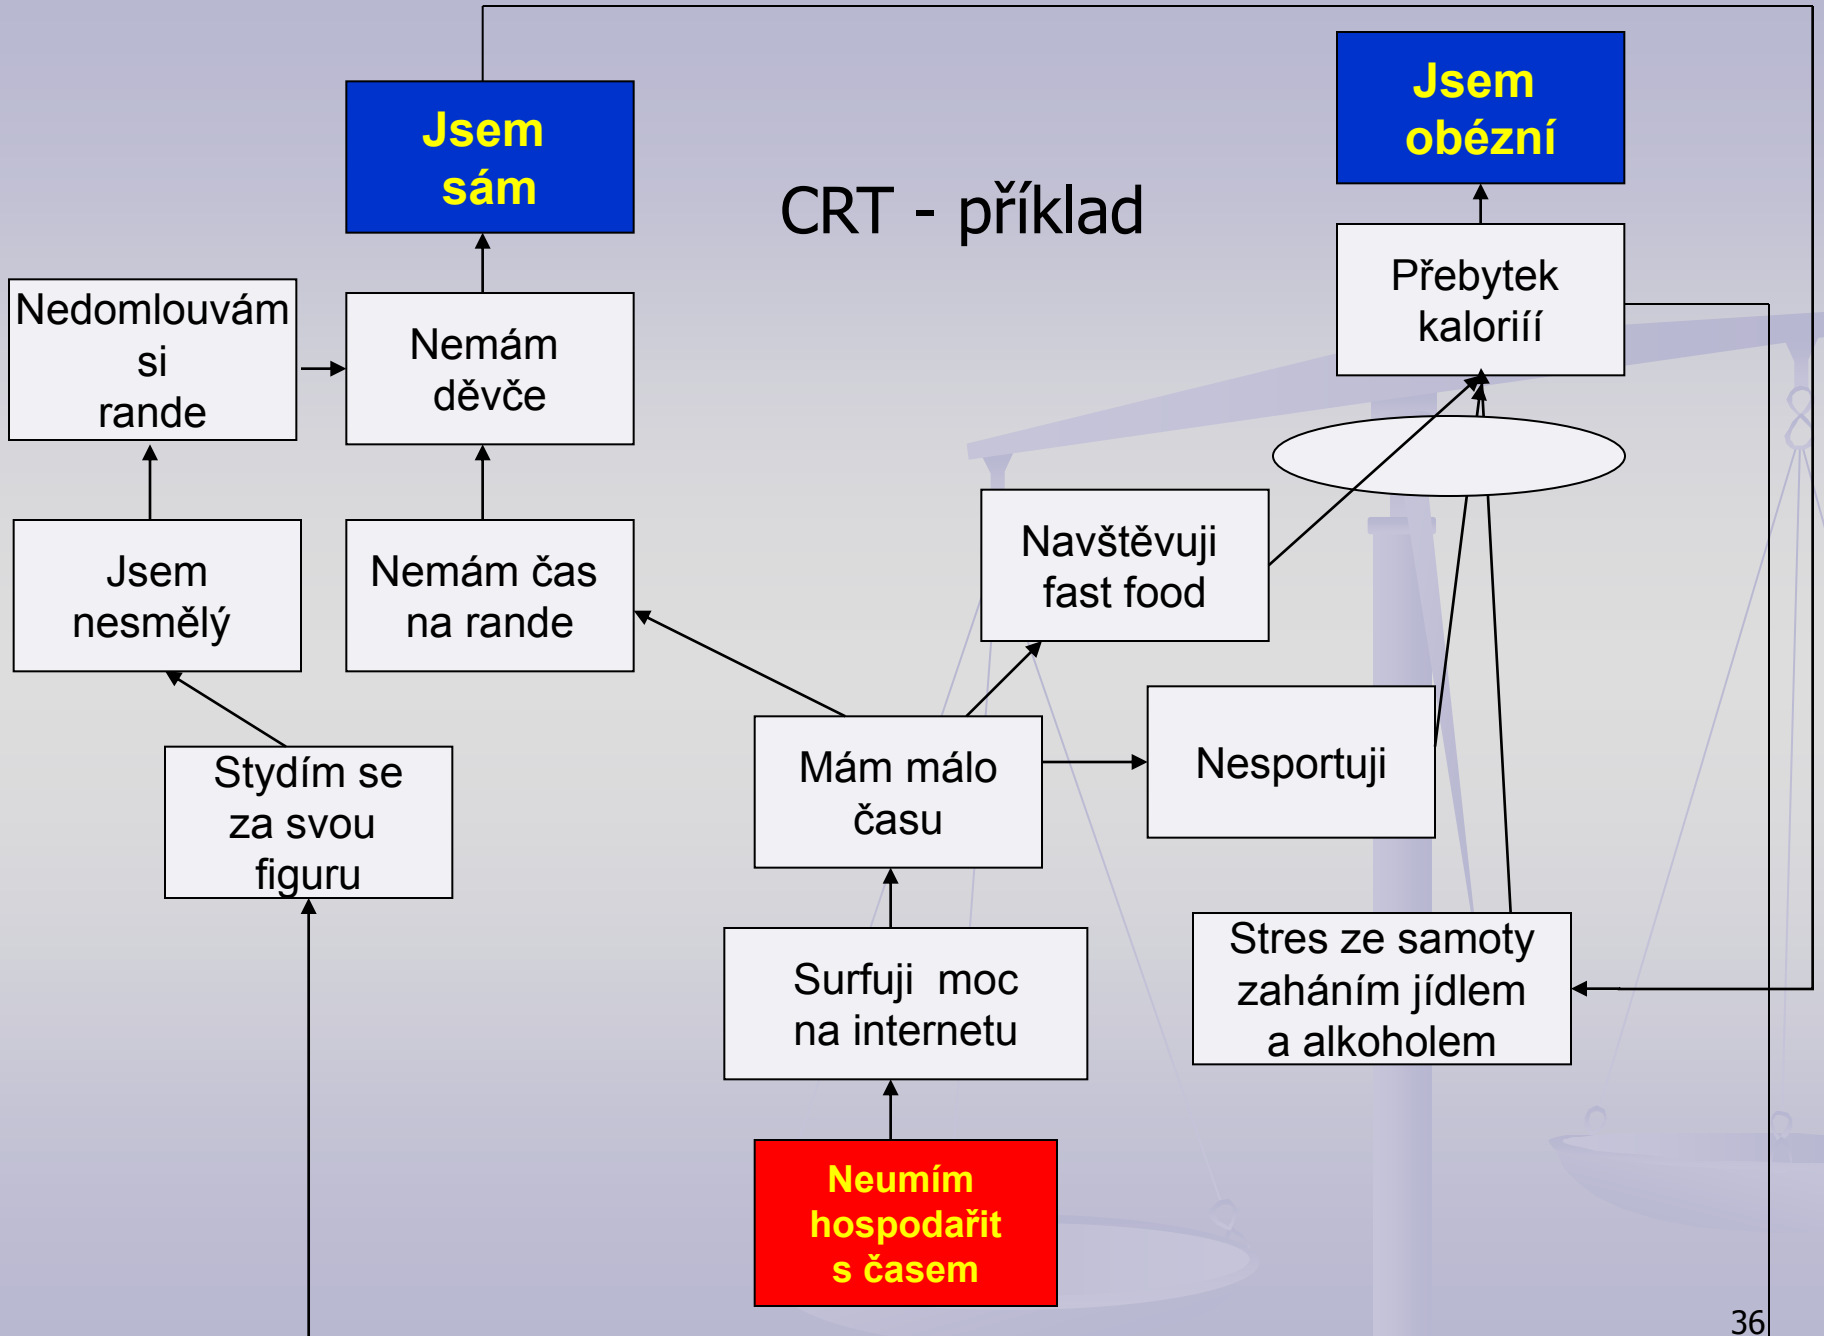 Jsem
sám
Jsem
obézní
CRT - příklad
Nedomlouvám
si
rande
Nemám
děvče
Přebytek
kaloriíí
Jsem
nesmělý
Nemám čas
na rande
Navštěvuji
fast food
Stydím se
za svou
figuru
Mám málo
času
Nesportuji
Surfuji  moc
na internetu
Stres ze samoty
zaháním jídlem
a alkoholem
Neumím
hospodařit
s časem
36